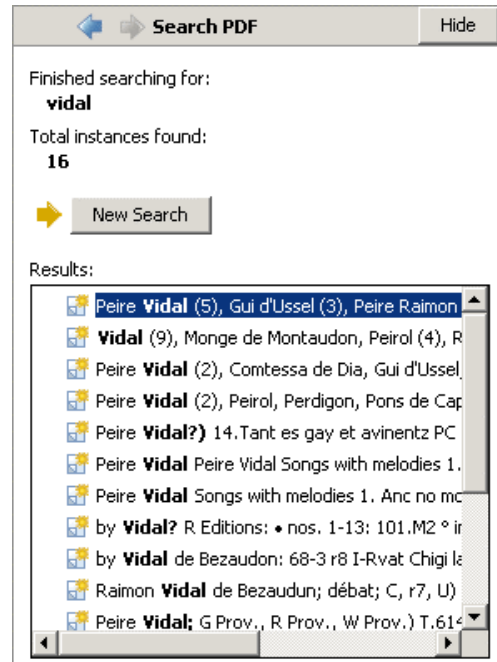 Search PDF
Hide
Finished searching for:
vidal
Total instances found:
16
New Search
Results:
Peire Vidal (5), Gui d'Ussel (3), Peire Raimon
Vidal (9), Monge de Montaudon, Peirol (4), R
Peire Vidal (2), Comtessa de Dia, Gui d'Ussel,
Peire Vidal (2), Peirol, Perdigon, Pons de Cap
Peire Vidal?) 14.Tant es gay et avinentz PC
Peire Vidal Peire Vidal Songs with melodies 1.
Peire Vidal Songs with melodies 1. Anc no mo
by Vidal? R Editions: • nos. 1-13: 101.M2 ° in
by Vidal de Bezaudon: 68-3 r8 I-Rvat Chigi la
Raimon Vidal de Bezaudun; débat; C, r7, U)
Peire Vidal; G Prov., R Prov., W Prov.) T.614